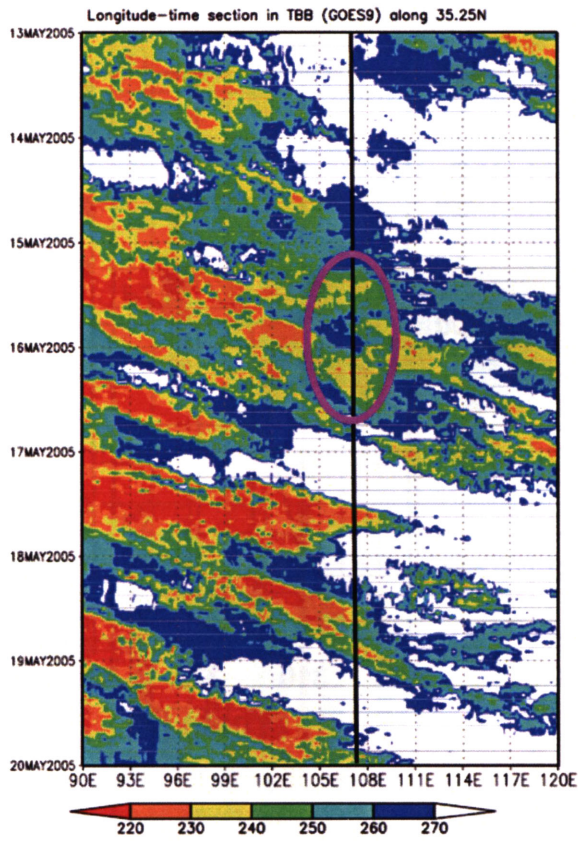 Longitude-time section in TBB (GOES9) along 35.25N
13MAY2005
14MAY2005
15MAY2005
16MAY2005
17MAY2005
18MAY2005
19MAY2005
20MAY2005
90E 93E 96E 99E 102E 105E 108E 111E 114E 117E 120E
220 230 240 250 260 270